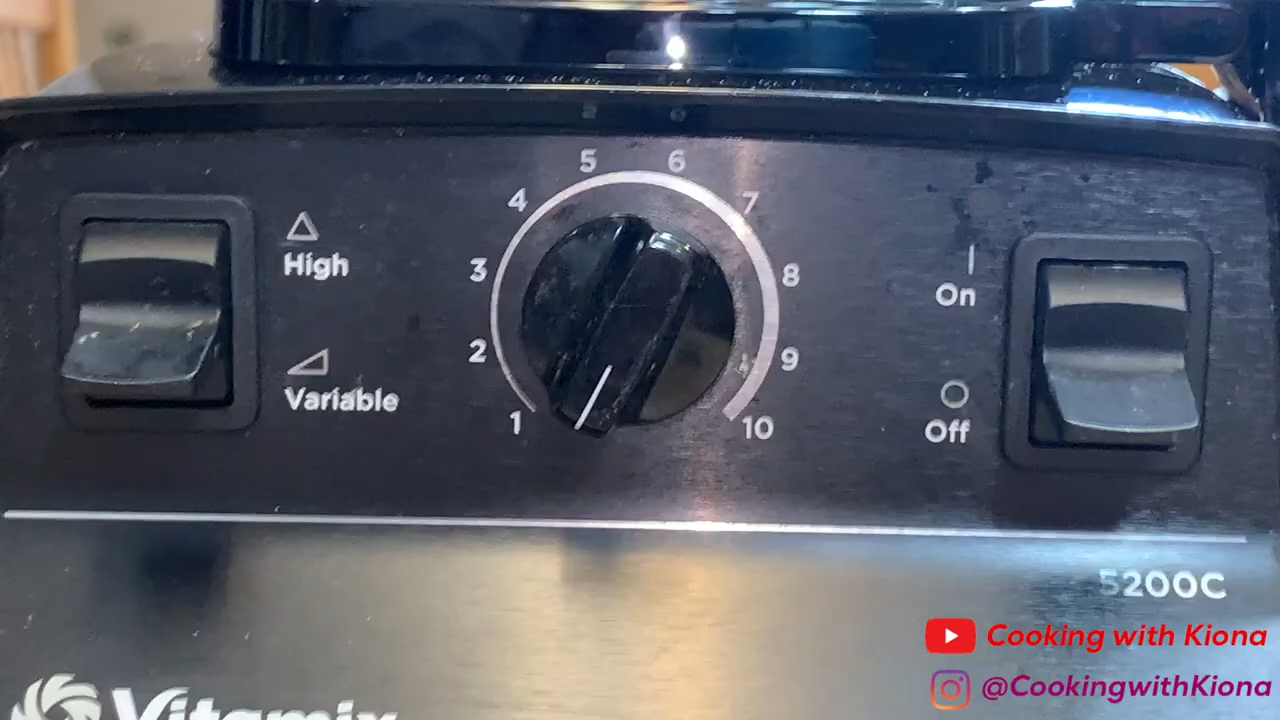 5 6
4 7
3 8
2 9
1 10
High
Variable
On
Off
5200C
Vitamix
Cooking with Kiona
@CookingwithKiona